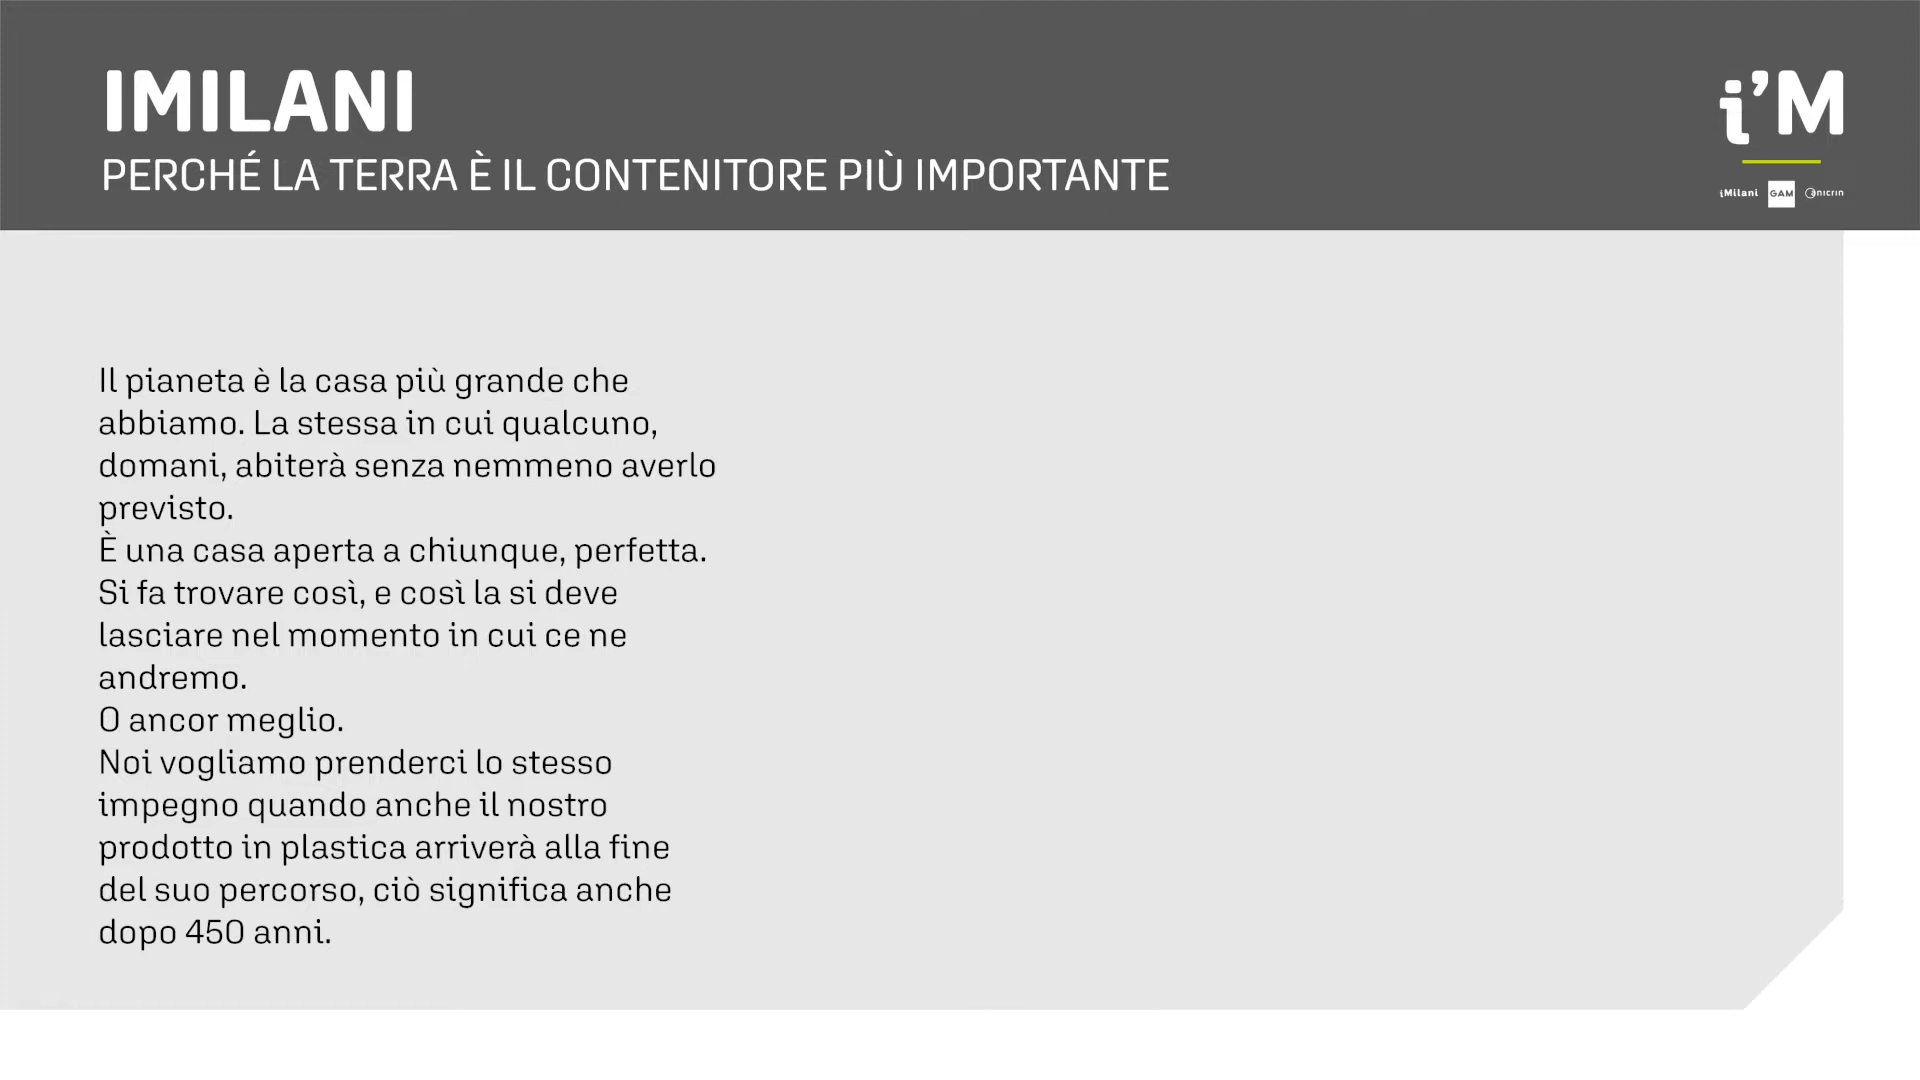 IMILANI
PERCHÉ LA TERRA È IL CONTENITORE PIÙ IMPORTANTE
i'M
iMilani GAM Onicrin
Il pianeta è la casa più grande che
abbiamo. La stessa in cui qualcuno,
domani, abiterà senza nemmeno averlo
previsto.
È una casa aperta a chiunque, perfetta.
Si fa trovare così, e così la si deve
lasciare nel momento in cui ce ne
andremo.
O ancor meglio.
Noi vogliamo prenderci lo stesso
impegno quando anche il nostro
prodotto in plastica arriverà alla fine
del suo percorso, ciò significa anche
dopo 450 anni.